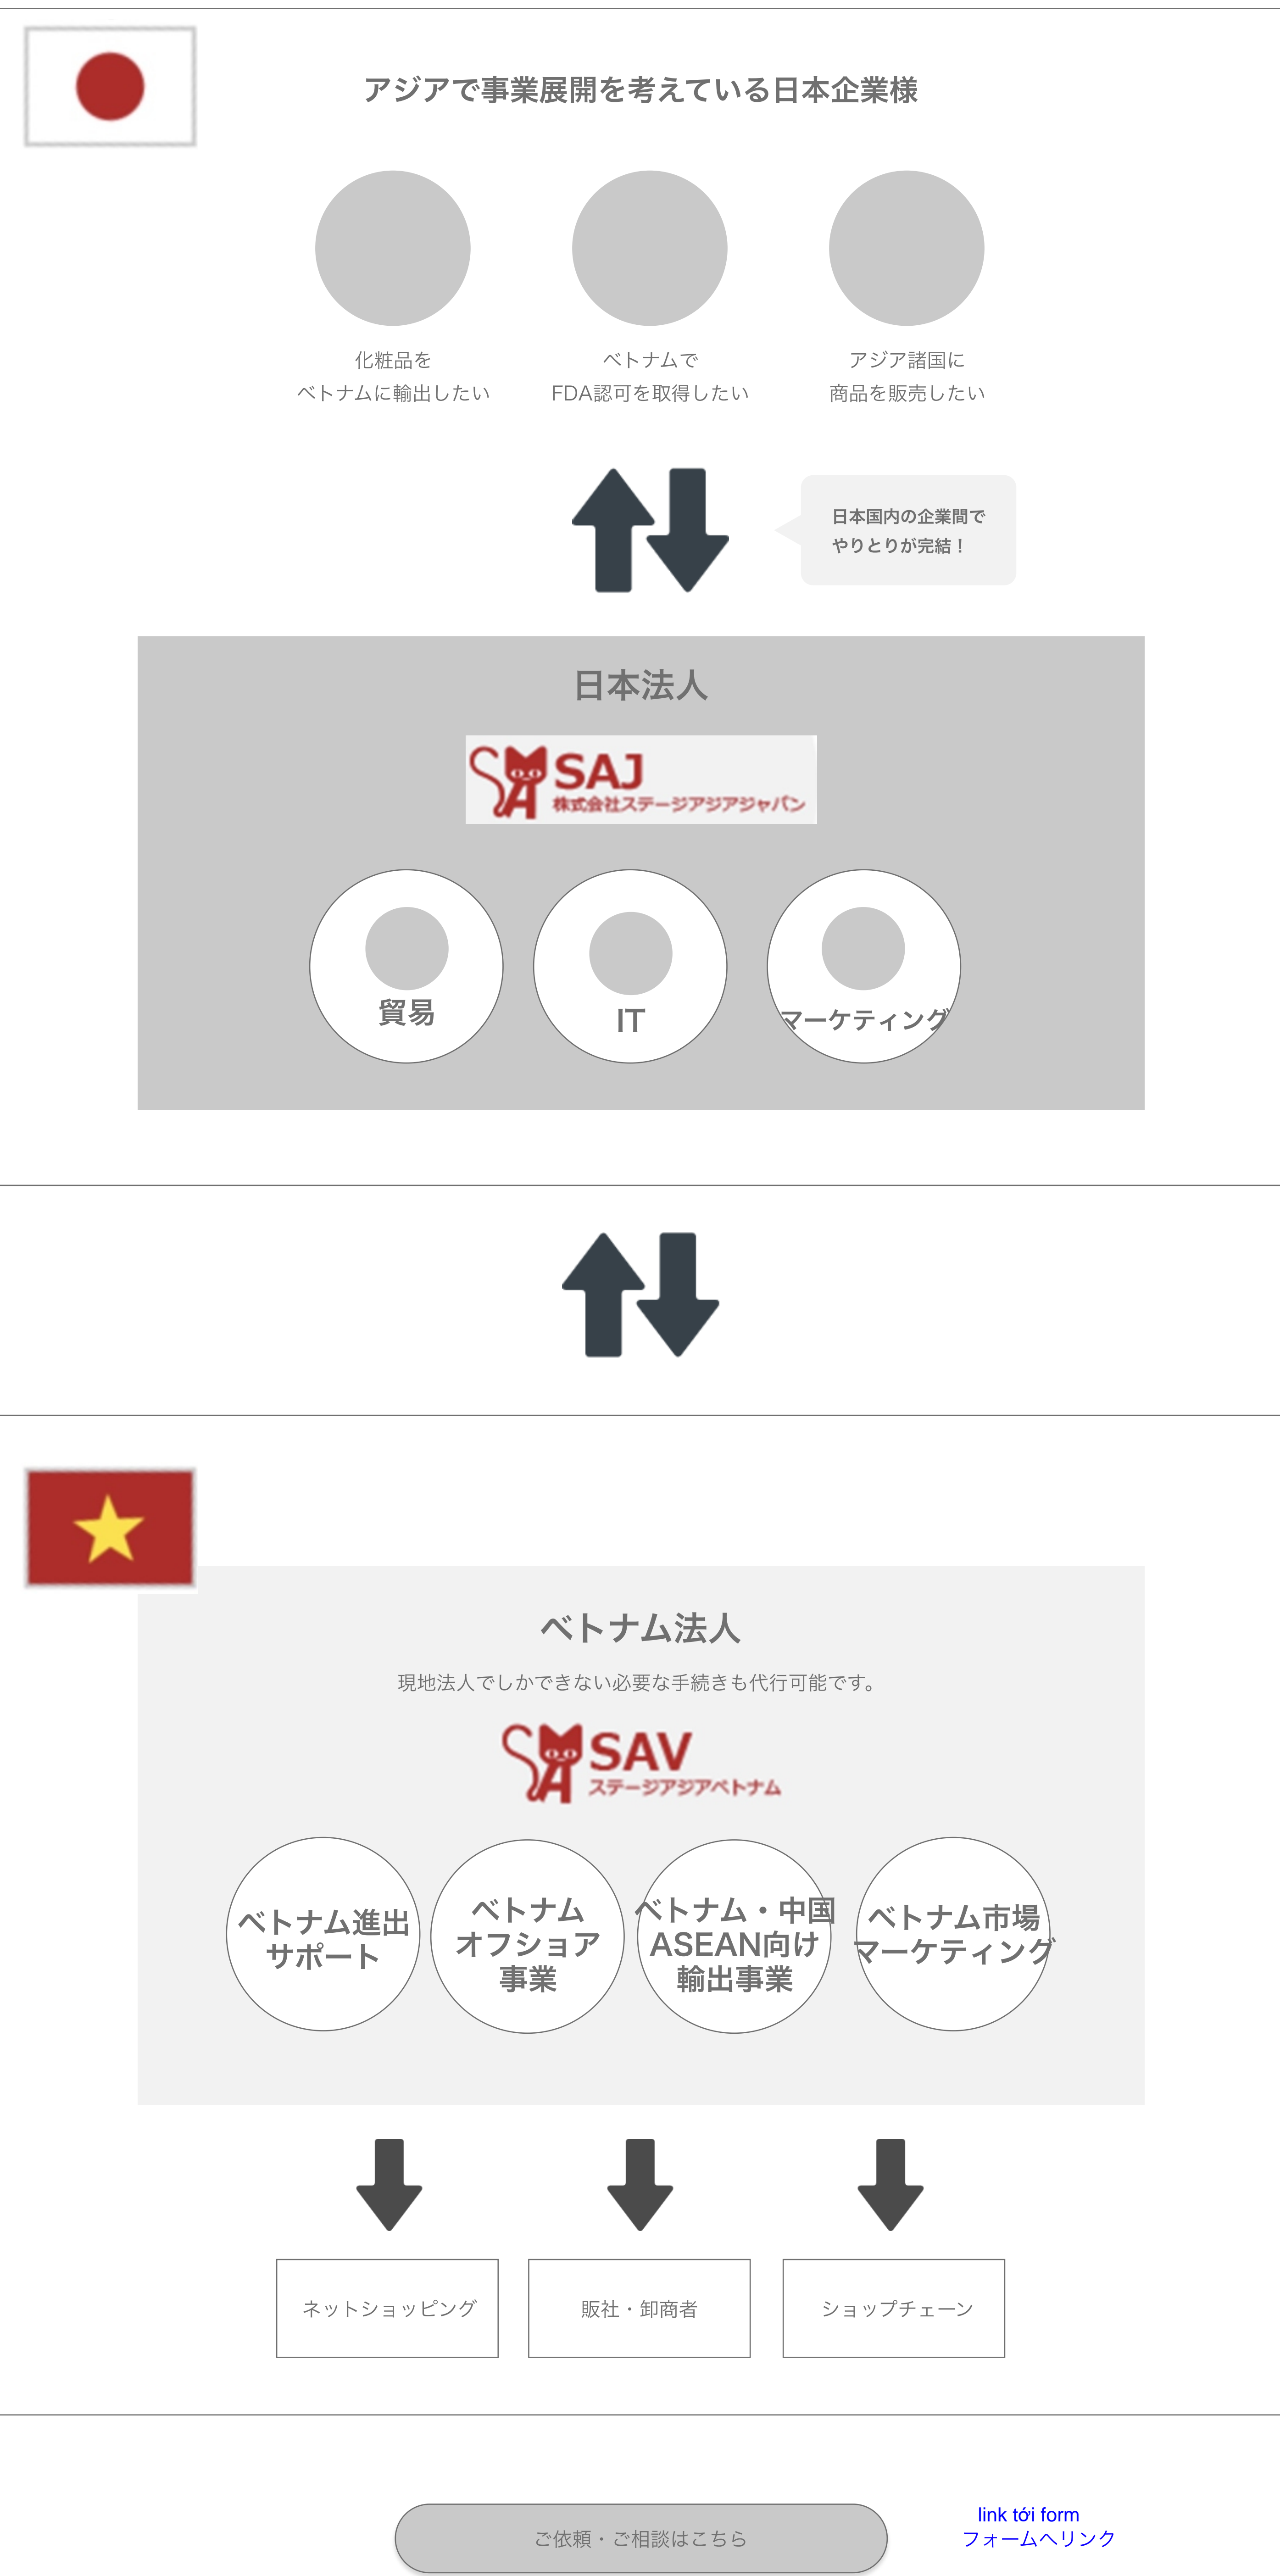 アジアで事業展開を考えている日本企業様
化粧品を
ベトナムに輸出したい
ベトナムで
FDA認可を取得したい
アジア諸国に
商品を販売したい
日本国内の企業間で
やりとりが完結！
日本法人
SAJ
株式会社ステージアジアジャパン
貿易
IT
マーケティング
ベトナム法人
現地法人でしかできない必要な手続きも代行可能です。
SAV
ステージアジアベトナム
ベトナム進出
サポート
ベトナム
オフショア
事業
ベトナム・中国
ASEAN向け
輸出事業
ベトナム市場
マーケティング
ネットショッピング
販社・卸商者
ショップチェーン
ご依頼・ご相談はこちら
link tới form
フォームへリンク